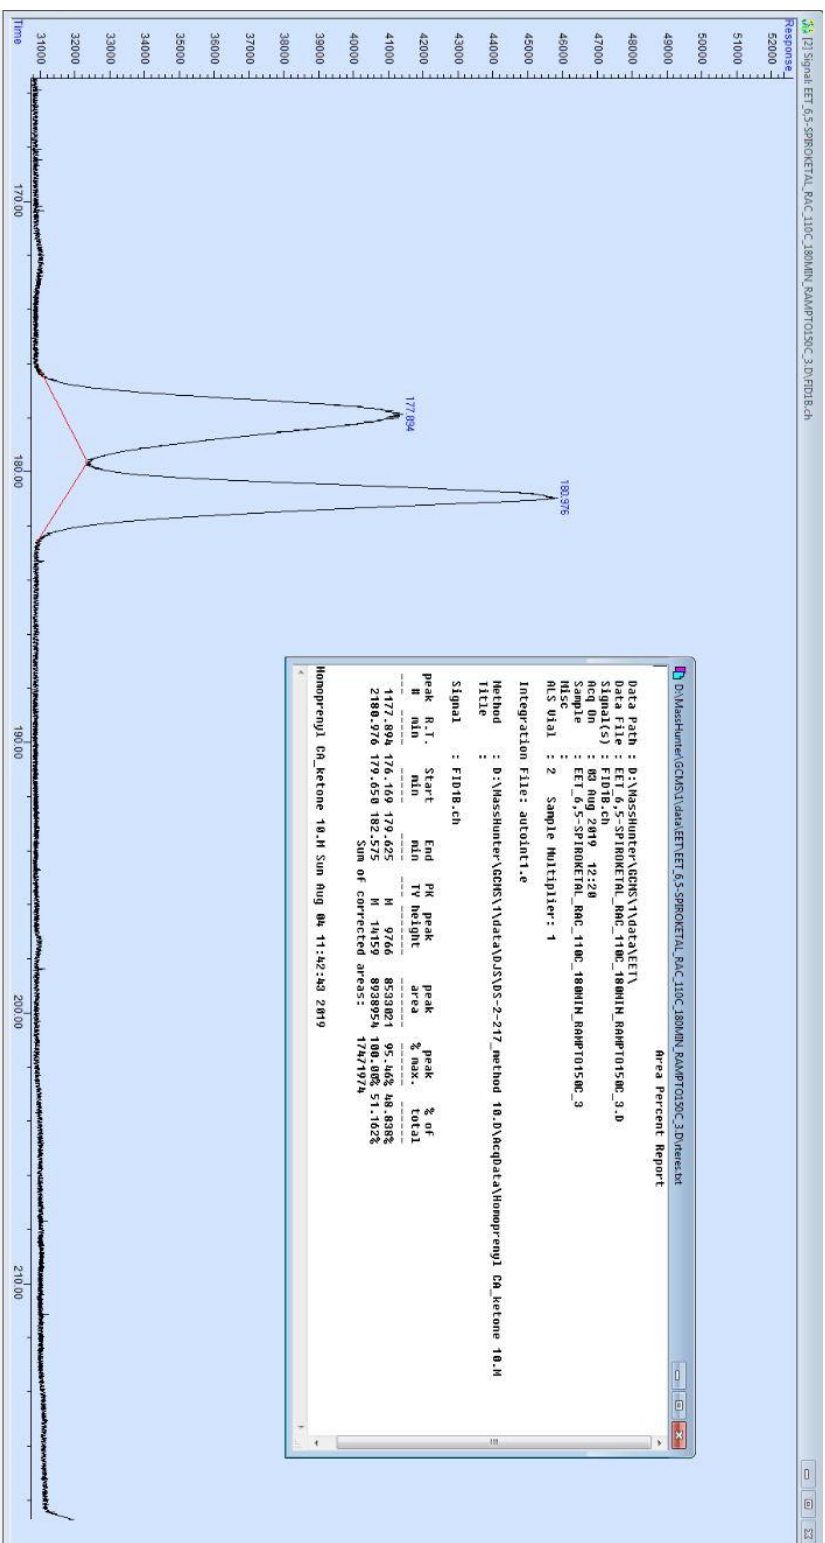 [2] Signal: EET_6,5-SPIROKETAL_RAC_110C_180MIN_RAMPTO150C_3.D\FID1B.ch
Response
52000
51000
50000
49000
48000
47000
46000
45000
44000
43000
42000
41000
40000
39000
38000
37000
36000
35000
34000
33000
32000
31000
Time
170.00
180.00
190.00
200.00
210.00
177.894
180.976
D:\MassHunter\GCMS\1\data\EET\EET_6,5-SPIROKETAL_RAC_110C_180MIN_RAMPTO150C_3.D\rteres.txt
Area Percent Report
Data Path : D:\MassHunter\GCMS\1\data\EET\
Data File : EET_6,5-SPIROKETAL_RAC_110C_180MIN_RAMPTO150C_3.D
Signal(s) : FID1B.ch
Acq On : 03 Aug 2019 12:20
Sample : EET_6,5-SPIROKETAL_RAC_110C_180MIN_RAMPTO150C_3
Misc :
ALS Vial : 2 Sample Multiplier: 1
Integration File: autoint1.e
Method : D:\MassHunter\GCMS\1\data\DJS\DS-2-217_method 10.D\AcqData\Homoprenyl CA_ketone 10.M
Title :
Signal : FID1B.ch
peak R.T. Start End PK peak peak peak % of
# min min min TY height area % max. total
--- ----- ----- ----- --- ------- ------- ------ -------
1177.894 176.169 179.625 M 9766 8533021 95.46% 48.838%
2180.976 179.650 182.575 M 14159 8938954 100.00% 51.162%
Sum of corrected areas: 17471974
Homoprenyl CA_ketone 10.M Sun Aug 04 11:42:43 2019